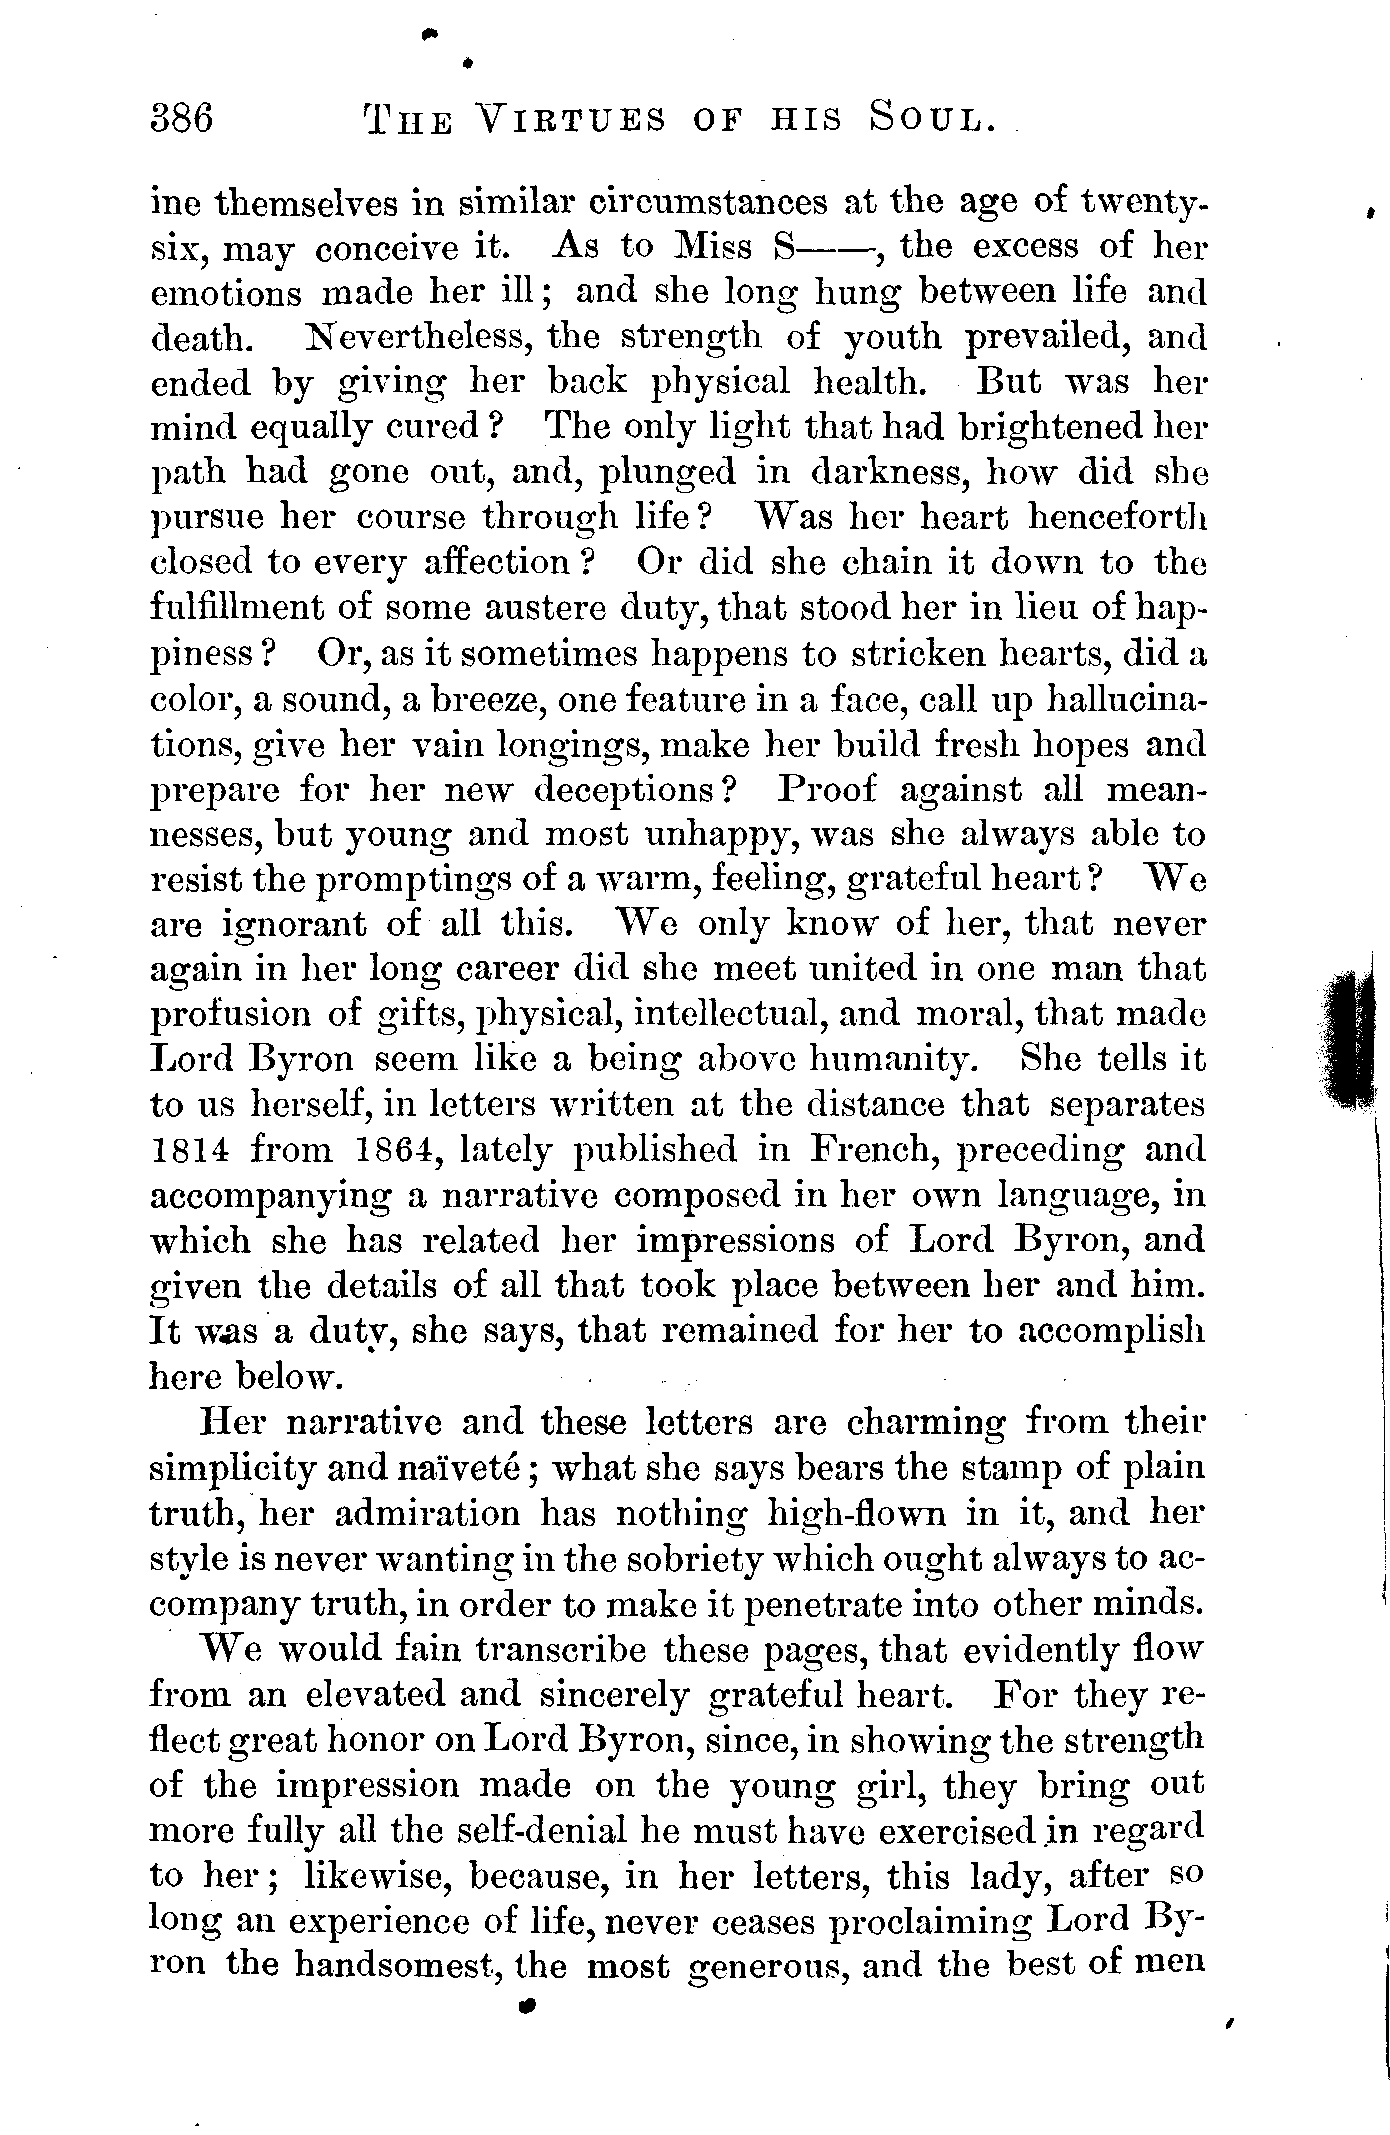 386 THE VIRTUES OF HIS SOUL.
ine themselves in similar circumstances at the age of twenty-
six, may conceive it. As to Miss S——, the excess of her
emotions made her ill; and she long hung between life and
death. Nevertheless, the strength of youth prevailed, and
ended by giving her back physical health. But was her
mind equally cured? The only light that had brightened her
path had gone out, and, plunged in darkness, how did she
pursue her course through life? Was her heart henceforth
closed to every affection? Or did she chain it down to the
fulfillment of some austere duty, that stood her in lieu of hap-
piness? Or, as it sometimes happens to stricken hearts, did a
color, a sound, a breeze, one feature in a face, call up hallucina-
tions, give her vain longings, make her build fresh hopes and
prepare for her new deceptions? Proof against all mean-
nesses, but young and most unhappy, was she always able to
resist the promptings of a warm, feeling, grateful heart? We
are ignorant of all this. We only know of her, that never
again in her long career did she meet united in one man that
profusion of gifts, physical, intellectual, and moral, that made
Lord Byron seem like a being above humanity. She tells it
to us herself, in letters written at the distance that separates
1814 from 1864, lately published in French, preceding and
accompanying a narrative composed in her own language, in
which she has related her impressions of Lord Byron, and
given the details of all that took place between her and him.
It was a duty, she says, that remained for her to accomplish
here below.
Her narrative and these letters are charming from their
simplicity and naïveté; what she says bears the stamp of plain
truth, her admiration has nothing high-flown in it, and her
style is never wanting in the sobriety which ought always to ac-
company truth, in order to make it penetrate into other minds.
We would fain transcribe these pages, that evidently flow
from an elevated and sincerely grateful heart. For they re-
flect great honor on Lord Byron, since, in showing the strength
of the impression made on the young girl, they bring out
more fully all the self-denial he must have exercised in regard
to her; likewise, because, in her letters, this lady, after so
long an experience of life, never ceases proclaiming Lord By-
ron the handsomest, the most generous, and the best of men